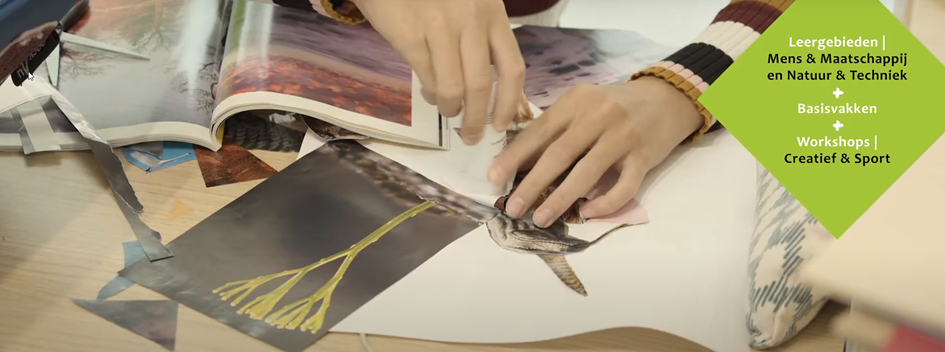 Leergebieden |
Mens & Maatschappij
en Natuur & Techniek
+
Basisvakken
+
Workshops |
Creatief & Sport